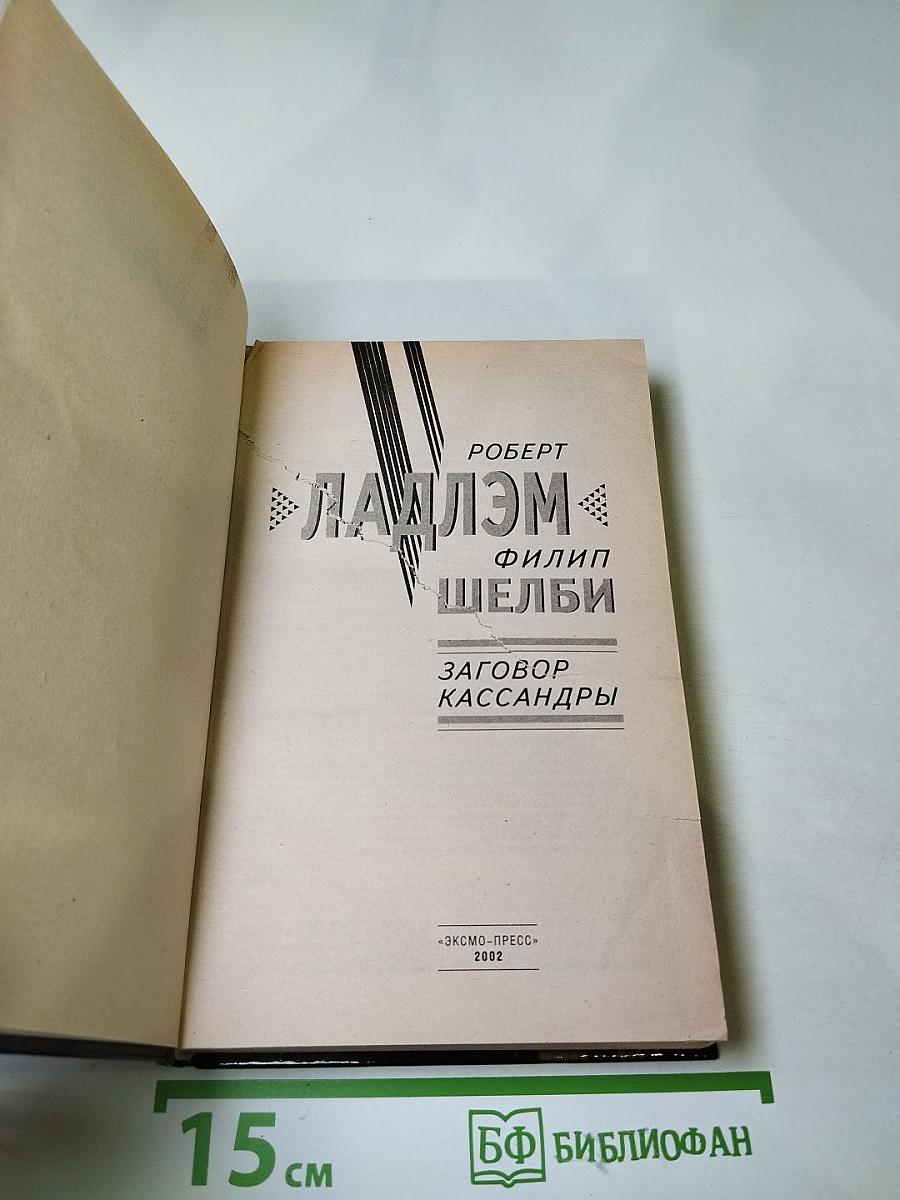 РОБЕРТ
ЛАДЛЭМ
ФИЛИП
ШЕЛБИ
ЗАГОВОР
КАССАНДРЫ
«ЭКСМО-ПРЕСС»
2002
15 см
БФ БИБЛИОФАН